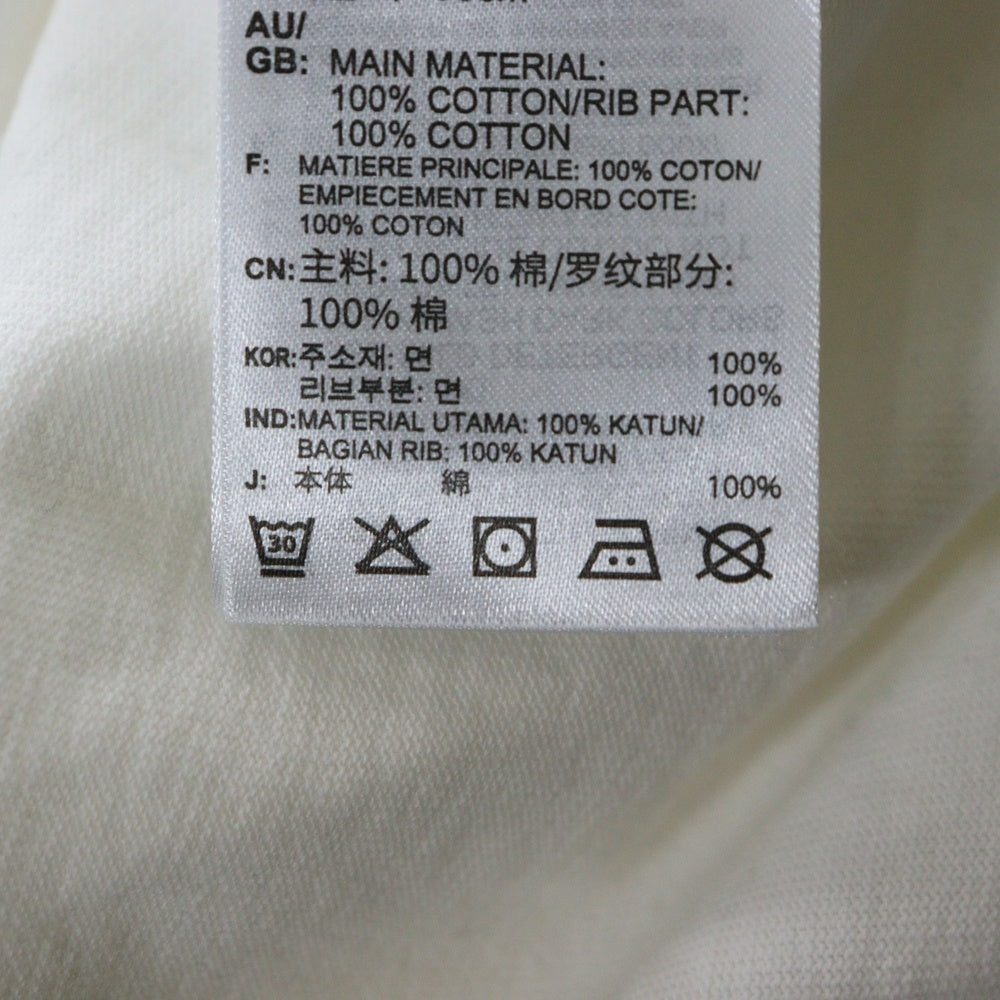 AU/
GB: MAIN MATERIAL:
100% COTTON/RIB PART:
100% COTTON
F: MATIERE PRINCIPALE: 100% COTON/
EMPIECEMENT EN BORD COTE:
100% COTON
CN: 主料: 100% 棉/罗纹部分:
100% 棉
KOR: 주소재: 면 100%
리브부분: 면 100%
IND: MATERIAL UTAMA: 100% KATUN/
BAGIAN RIB: 100% KATUN
J: 本体 綿 100%
30